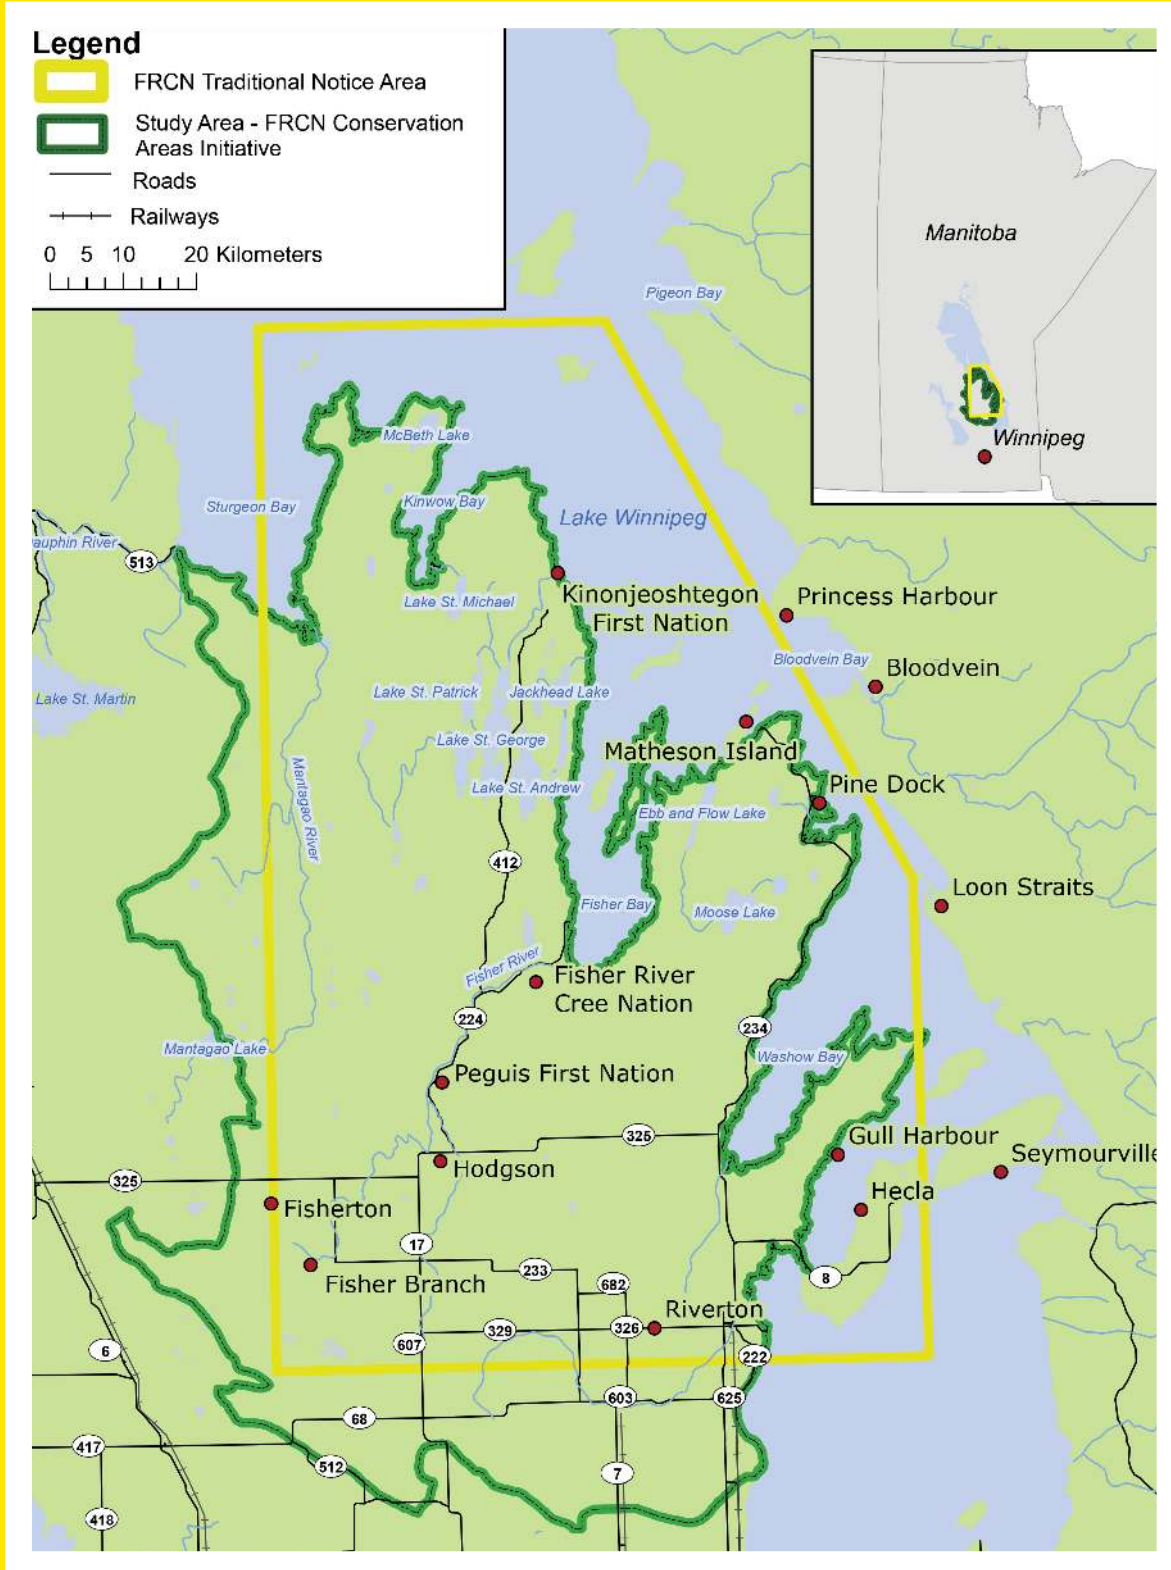 Legend
FRCN Traditional Notice Area
Study Area - FRCN Conservation
Areas Initiative
Roads
Railways
0 5 10 20 Kilometers
Manitoba
Winnipeg
Pigeon Bay
McBeth Lake
Sturgeon Bay
Kinwow Bay
Lake Winnipeg
auphin River
513
Kinonjeoshtegon
First Nation
Princess Harbour
Lake St. Michael
Bloodvein Bay
Bloodvein
Lake St. Martin
Lake St. Patrick
Jackhead Lake
Lake St. George
Matheson Island
Lake St. Andrew
Pine Dock
Ebb and Flow Lake
Mantagao River
412
Loon Straits
Fisher Bay
Moose Lake
Fisher River
Fisher River
Cree Nation
224
234
Mantagao Lake
Washow Bay
Peguis First Nation
325
Gull Harbour
Seymourville
Hodgson
325
Hecla
Fisherton
17
233
8
Fisher Branch
682
Riverton
329
326
607
6
222
603
625
68
417
512
7
418